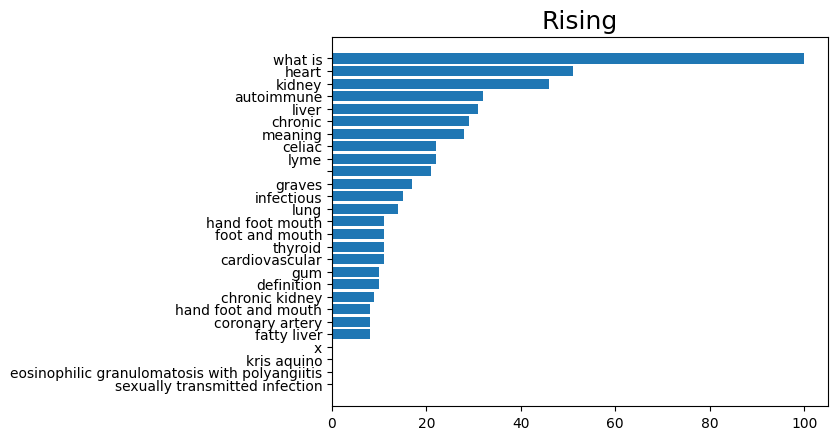 Rising
what is
heart
kidney
autoimmune
liver
chronic
meaning
celiac
lyme
graves
infectious
lung
hand foot mouth
foot and mouth
thyroid
cardiovascular
gum
definition
chronic kidney
hand foot and mouth
coronary artery
fatty liver
x
kris aquino
eosinophilic granulomatosis with polyangiitis
sexually transmitted infection
0 20 40 60 80 100